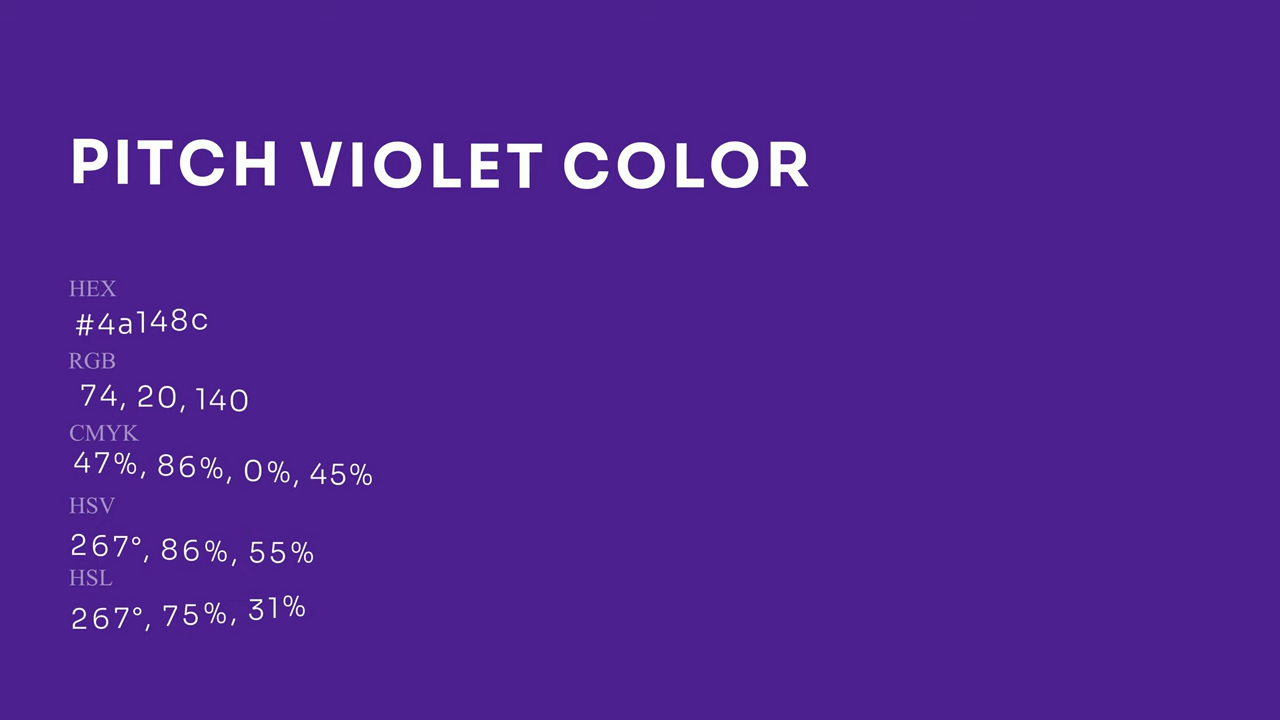 PITCH VIOLET COLOR
HEX
#4a148c
RGB
74, 20, 140
CMYK
47%, 86%, 0%, 45%
HSV
267°, 86%, 55%
HSL
267°, 75%, 31%